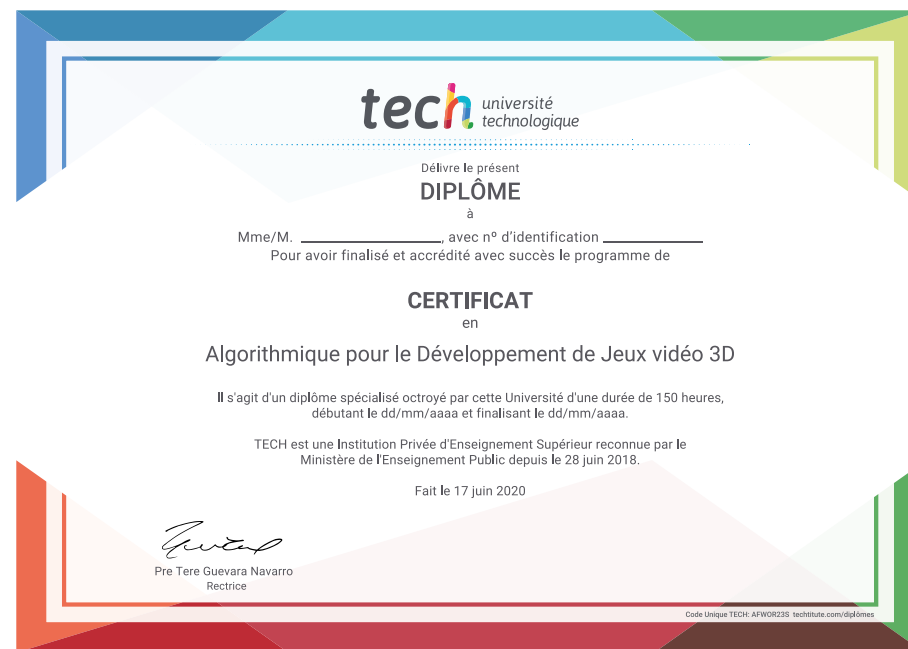 tech université
technologique
Délivre le présent
DIPLÔME
à
Mme/M. ____________________, avec nº d'identification ______________
Pour avoir finalisé et accrédité avec succès le programme de
CERTIFICAT
en
Algorithmique pour le Développement de Jeux vidéo 3D
Il s'agit d'un diplôme spécialisé octroyé par cette Université d'une durée de 150 heures,
débutant le dd/mm/aaaa et finalisant le dd/mm/aaaa.
TECH est une Institution Privée d'Enseignement Supérieur reconnue par le
Ministère de l'Enseignement Public depuis le 28 juin 2018.
Fait le 17 juin 2020
Pre Tere Guevara Navarro
Rectrice
Code Unique TECH: AFWOR23S techtitute.com/diplômes